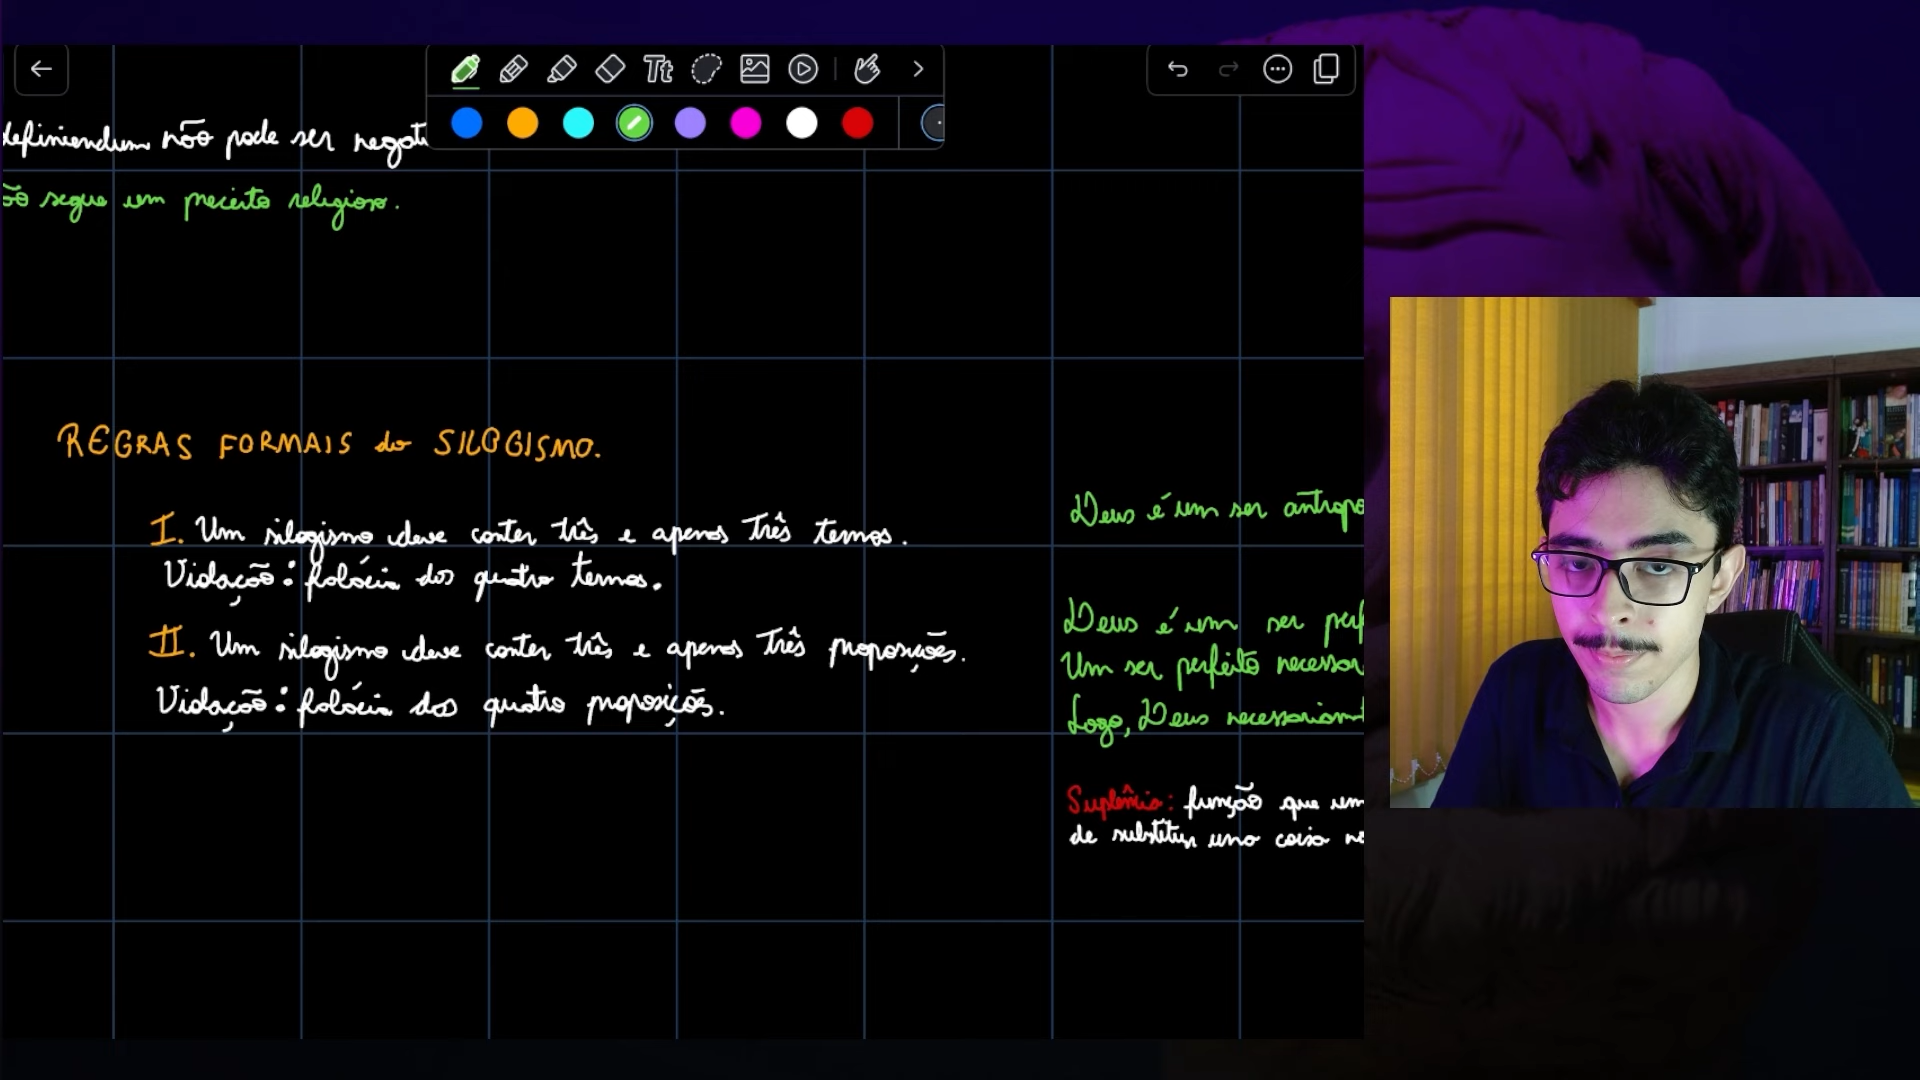 definiendum não pode ser negati
ão segue um preceito religioso.
REGRAS FORMAIS do SILOGISMO.
I. Um silogismo deve conter três e apenas três termos.
Violação: falácia dos quatro termos.
II. Um silogismo deve conter três e apenas três proposições.
Violação: falácia das quatro proposições.
Deus é um ser antropo
Deus é um ser perf
Um ser perfeito necessar
Logo, Deus necessariam
Suplência: função que um
de substituir uma coisa
Tt